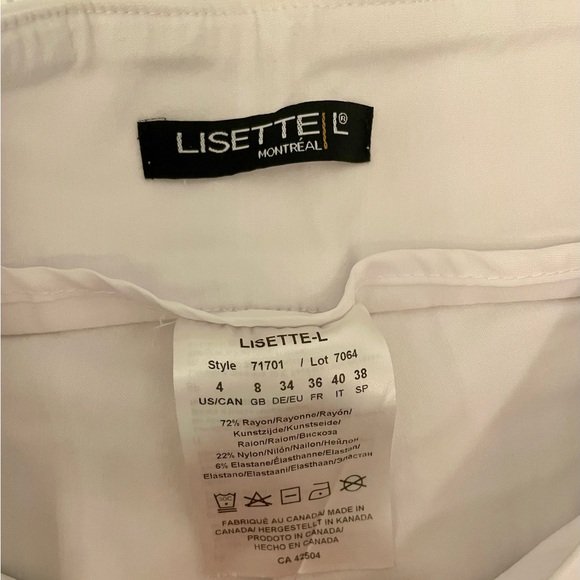 LISETTE L®
MONTRÉAL
LISETTE-L
Style 71701 / Lot 7064
4 8 34 36 40 38
US/CAN GB DE/EU FR IT SP
72% Rayon/Rayonne/Rayón/
Kunstzijde/Kunstseide/
Raion/Raiom/Вискоза
22% Nylon/Nilón/Nailon/Нейлон
6% Elastane/Élasthanne/Elastan/
Elastano/Elastaani/Elasthaan/Эластан
FABRIQUÉ AU CANADA/ MADE IN
CANADA/ HERGESTELLT IN KANADA
PRODOTO IN CANADA/
HECHO EN CANADA
CA 42504